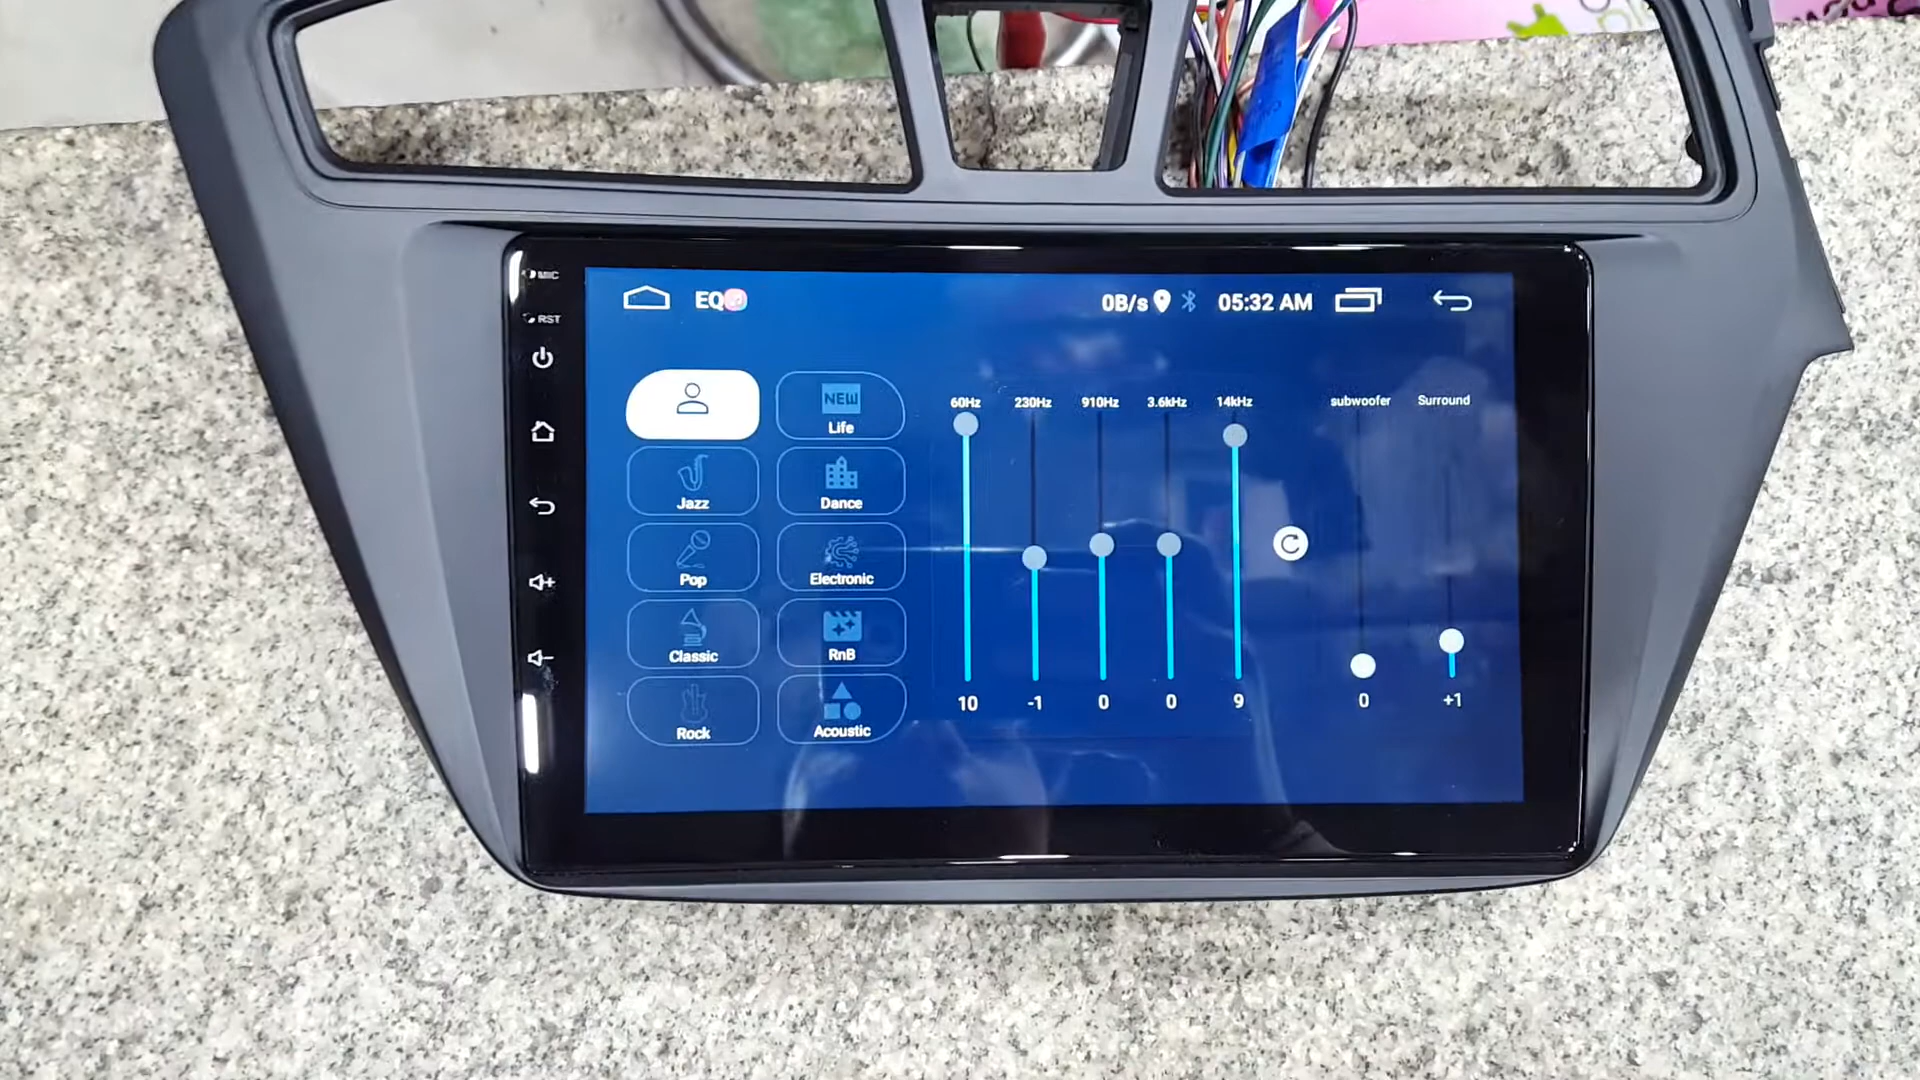 MIC
RST
EQ
0B/s 05:32 AM
NEW
Life
Jazz
Dance
Pop
Electronic
Classic
RnB
Rock
Acoustic
60Hz 230Hz 910Hz 3.6kHz 14kHz subwoofer Surround
10 -1 0 0 9 0 +1